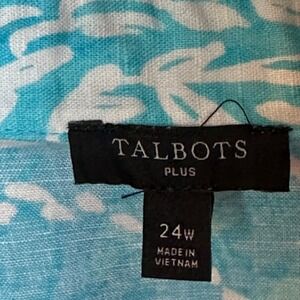 TALBOTS
PLUS
24W
MADE IN
VIETNAM